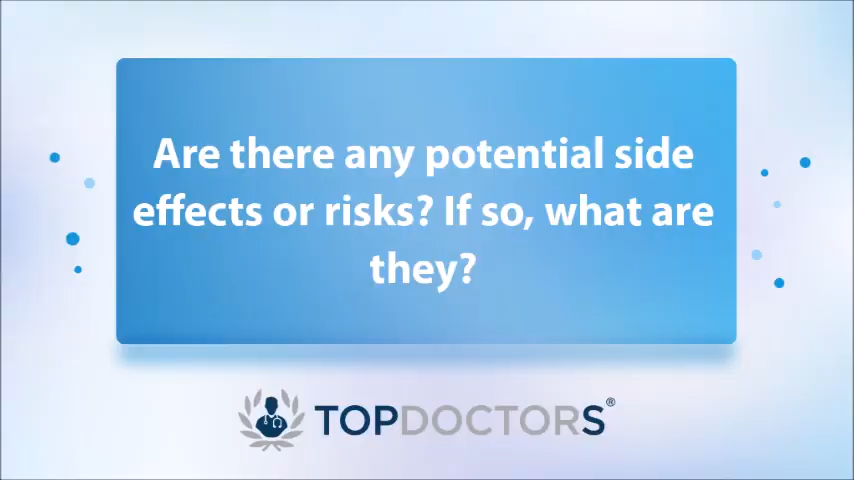 Are there any potential side
effects or risks? If so, what are
they?
TOPDOCTORS®